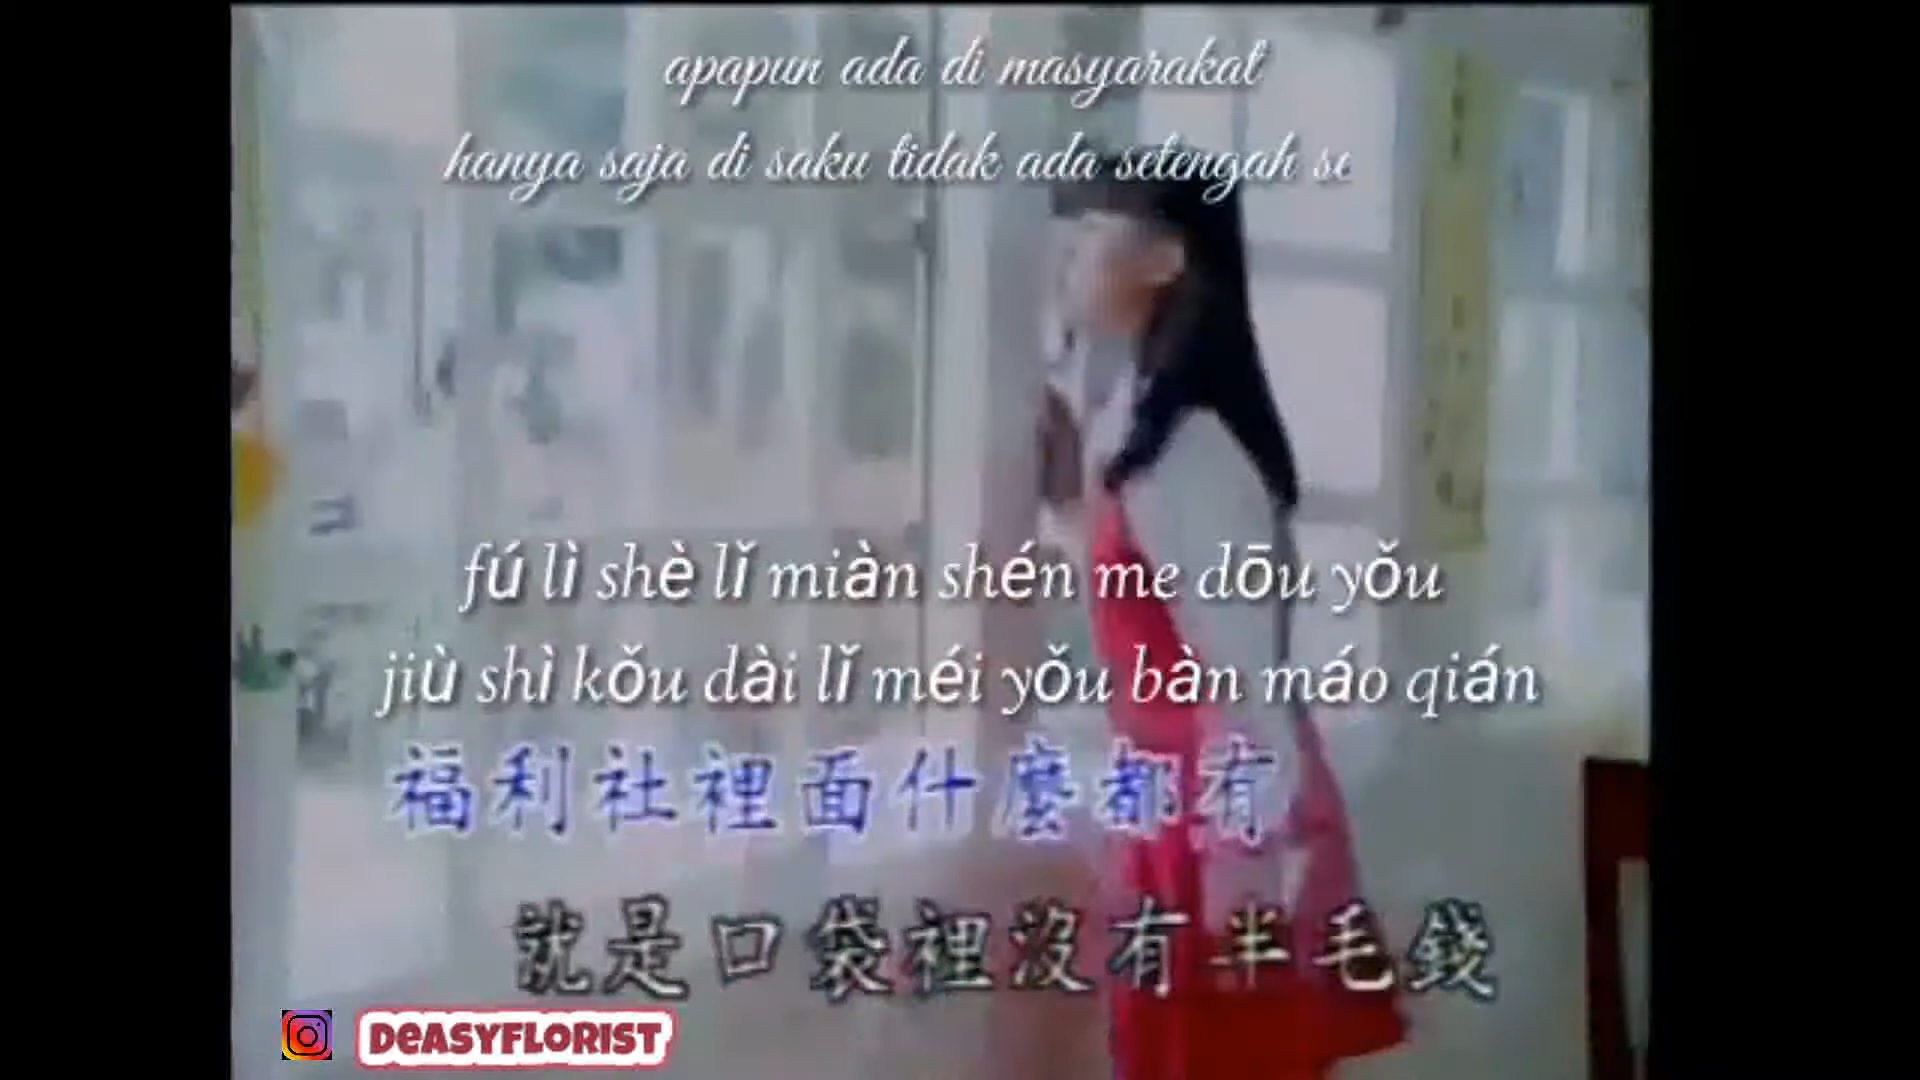 apapun ada di masyarakat
hanya saja di saku tidak ada setengah se
fú lì shè lǐ miàn shén me dōu yǒu
jiù shì kǒu dài lǐ méi yǒu bàn máo qián
福利社裡面什麼都有
就是口袋裡沒有半毛錢
DEASYFLORIST